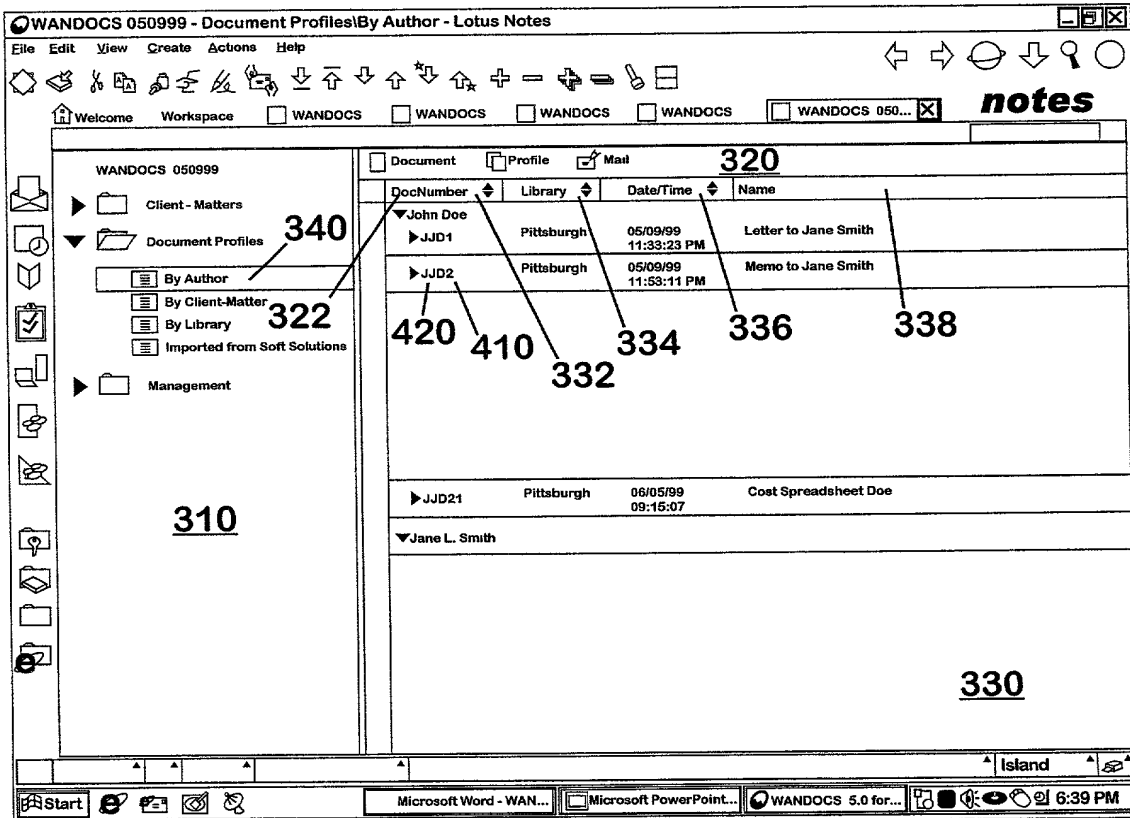 WANDOCS 050999 - Document Profiles\By Author - Lotus Notes
File Edit View Create Actions Help
notes
Welcome Workspace WANDOCS WANDOCS WANDOCS WANDOCS WANDOCS 050...
WANDOCS 050999
Client - Matters
Document Profiles
340
By Author
By Client-Matter
322
By Library
Imported from Soft Solutions
Management
310
Document Profile Mail 320
DocNumber Library Date/Time Name
John Doe
JJD1 Pittsburgh 05/09/99 Letter to Jane Smith
11:33:23 PM
JJD2 Pittsburgh 05/09/99 Memo to Jane Smith
11:53:11 PM
420 410 332 334 336 338
JJD21 Pittsburgh 06/05/99 Cost Spreadsheet Doe
09:15:07
Jane L. Smith
330
Island
Start Microsoft Word - WAN... Microsoft PowerPoint... WANDOCS 5.0 for... 6:39 PM